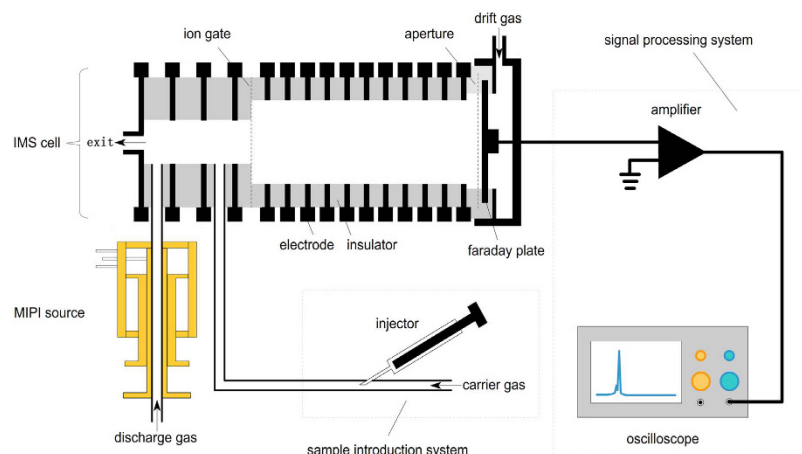 drift gas
ion gate
aperture
signal processing system
amplifier
IMS cell
exit
electrode
insulator
faraday plate
MIPI source
injector
carrier gas
discharge gas
sample introduction system
oscilloscope